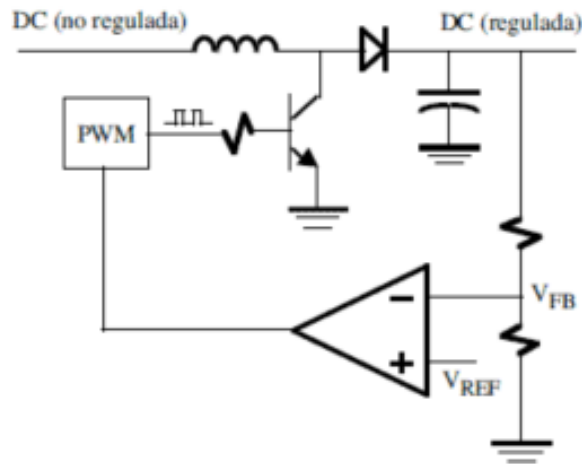 DC (no regulada)
DC (regulada)
PWM
V_FB
V_REF